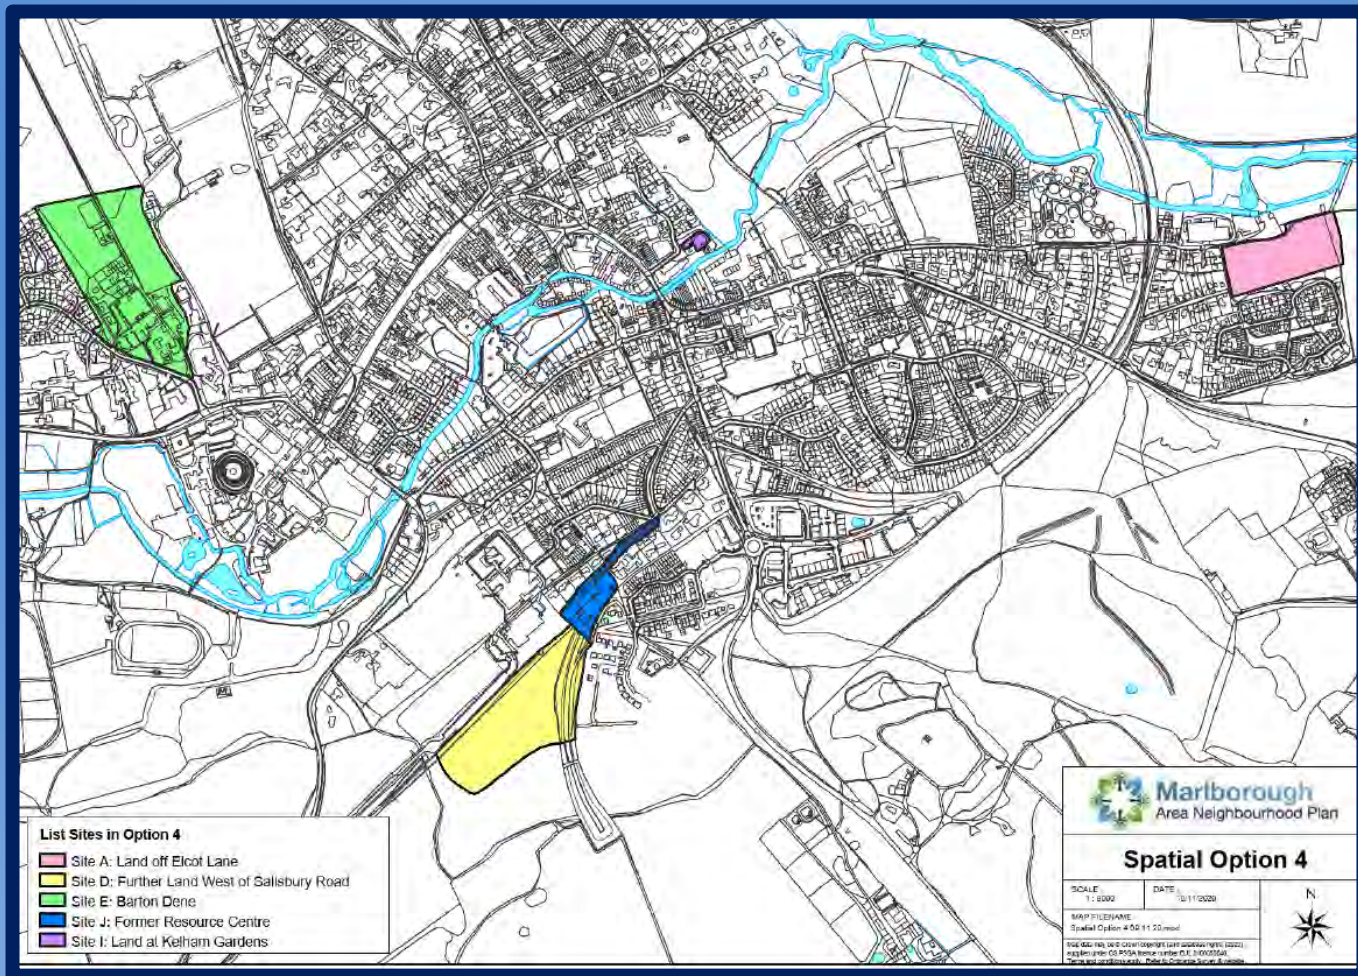 List Sites in Option 4
Site A: Land off Elcot Lane
Site D: Further Land West of Salisbury Road
Site E: Barton Dene
Site J: Former Resource Centre
Site I: Land at Kelham Gardens
Marlborough
Area Neighbourhood Plan
Spatial Option 4
SCALE :
DATE :
MAP FILENAME
N